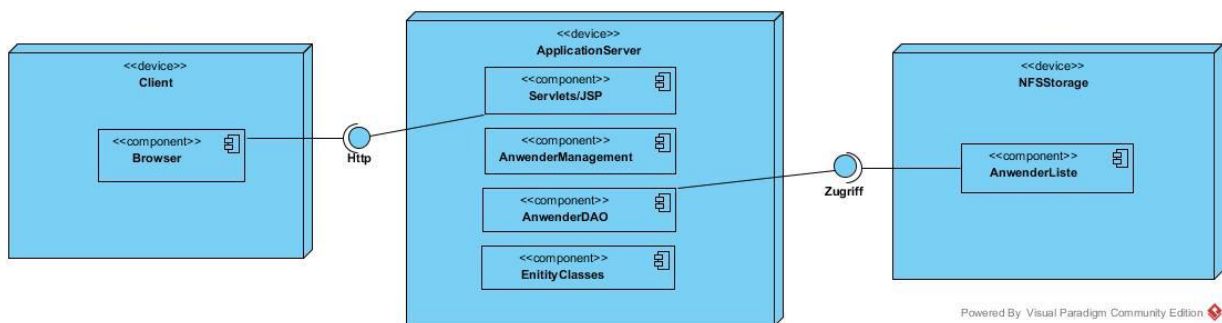 <<device>>
Client
<<component>>
Browser
Http
<<device>>
ApplicationServer
<<component>>
Servlets/JSP
<<component>>
AnwenderManagement
<<component>>
AnwenderDAO
<<component>>
EnitityClasses
Zugriff
<<device>>
NFSStorage
<<component>>
AnwenderListe
Powered By Visual Paradigm Community Edition